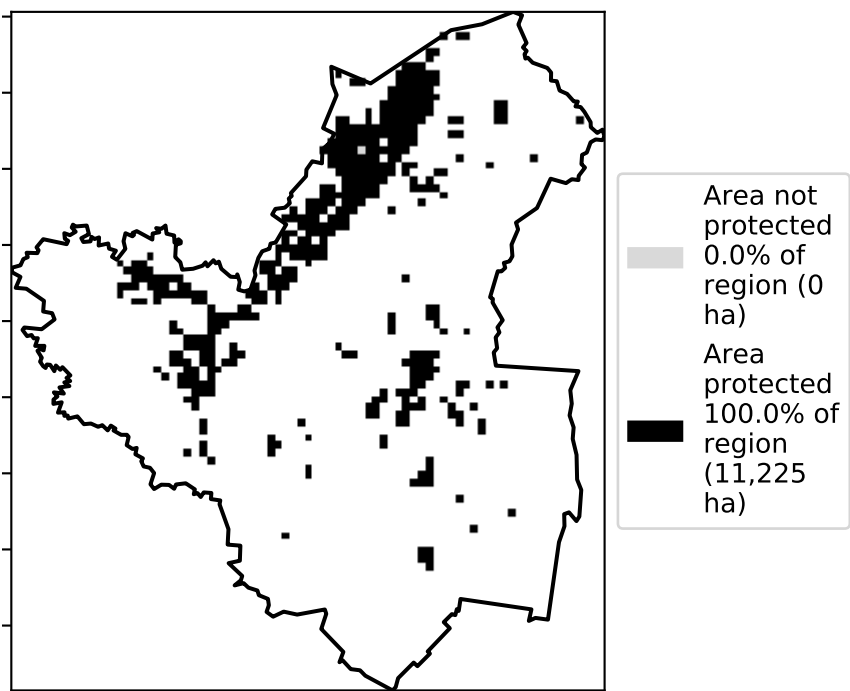 Area not
protected
0.0% of
region (0
ha)
Area
protected
100.0% of
region
(11,225
ha)